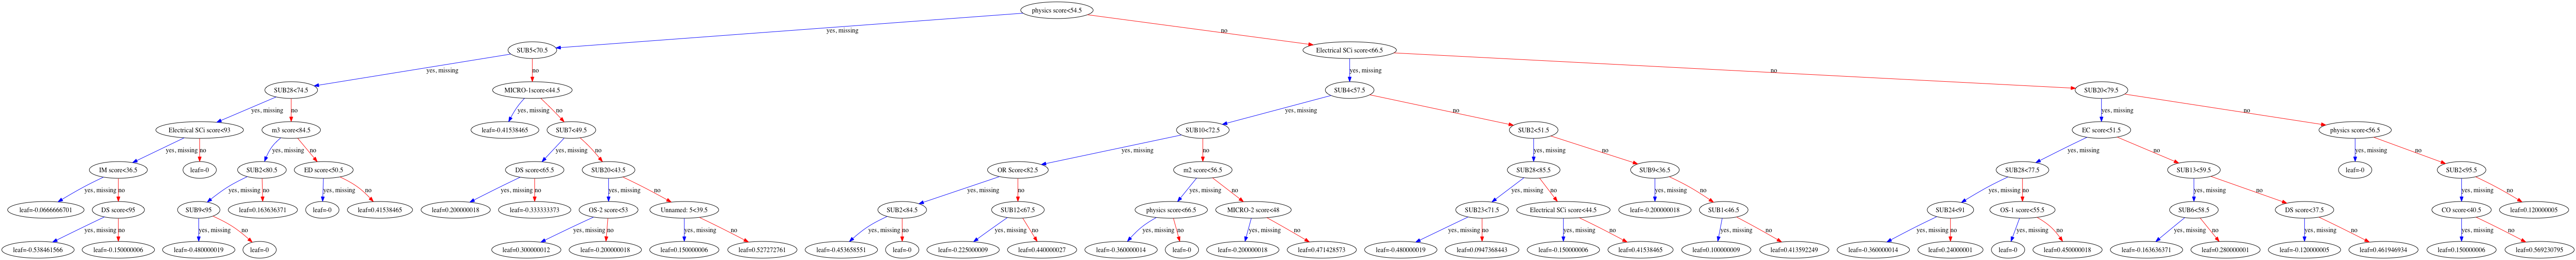 physics score<54.5
yes, missing
no
SUB5<70.5
Electrical SCi score<66.5
yes, missing
no
yes, missing
no
SUB28<74.5
MICRO-1score<44.5
SUB4<57.5
SUB20<79.5
yes, missing
no
yes, missing
no
yes, missing
no
yes, missing
no
Electrical SCi score<93
m3 score<84.5
leaf=-0.41538465
SUB7<49.5
SUB10<72.5
SUB2<51.5
EC score<51.5
physics score<56.5
yes, missing
no
yes, missing
no
yes, missing
no
yes, missing
no
yes, missing
no
yes, missing
no
yes, missing
no
IM score<36.5
leaf=-0
SUB2<80.5
ED score<50.5
DS score<65.5
SUB20<43.5
OR Score<82.5
m2 score<56.5
SUB28<85.5
SUB9<36.5
SUB28<77.5
SUB13<59.5
leaf=-0
SUB2<95.5
yes, missing
no
yes, missing
no
yes, missing
no
yes, missing
no
yes, missing
no
yes, missing
no
yes, missing
no
yes, missing
no
yes, missing
no
yes, missing
no
yes, missing
no
yes, missing
no
leaf=-0.0666666701
DS score<95
SUB9<95
leaf=0.163636371
leaf=-0
leaf=0.41538465
leaf=0.200000018
leaf=-0.333333373
OS-2 score<53
Unnamed: 5<39.5
SUB2<84.5
SUB12<67.5
physics score<66.5
MICRO-2 score<48
SUB23<71.5
Electrical SCi score<44.5
leaf=-0.200000018
SUB1<46.5
SUB24<91
OS-1 score<55.5
SUB6<58.5
DS score<37.5
CO score<40.5
leaf=0.120000005
yes, missing
no
yes, missing
no
yes, missing
no
yes, missing
no
yes, missing
no
yes, missing
no
yes, missing
no
yes, missing
no
yes, missing
no
yes, missing
no
yes, missing
no
yes, missing
no
yes, missing
no
yes, missing
no
yes, missing
no
yes, missing
no
leaf=-0.538461566
leaf=-0.150000006
leaf=-0.480000019
leaf=-0
leaf=0.300000012
leaf=-0.200000018
leaf=0.150000006
leaf=0.527272761
leaf=-0.453658551
leaf=-0
leaf=-0.225000009
leaf=0.440000027
leaf=-0.360000014
leaf=-0
leaf=-0.200000018
leaf=0.471428573
leaf=-0.480000019
leaf=0.0947368443
leaf=-0.150000006
leaf=0.41538465
leaf=0.100000009
leaf=0.413592249
leaf=-0.360000014
leaf=0.24000001
leaf=-0
leaf=0.450000018
leaf=-0.163636371
leaf=0.280000001
leaf=-0.120000005
leaf=0.461946934
leaf=0.150000006
leaf=0.569230795